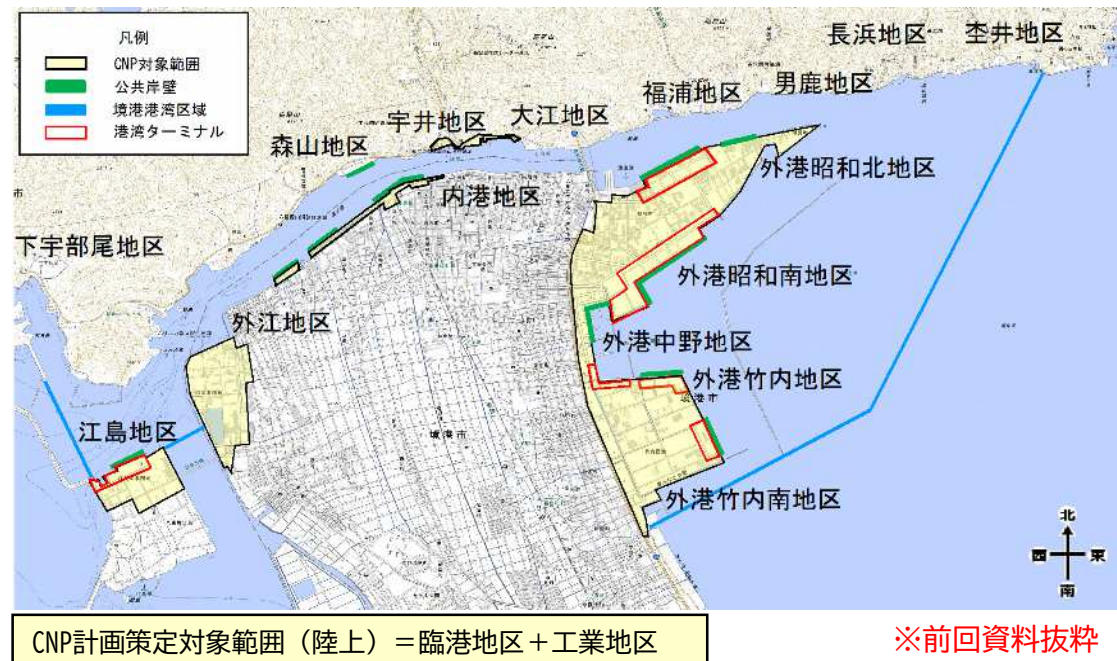 凡例
CNP対象範囲
公共岸壁
境港港湾区域
港湾ターミナル
長浜地区
杢井地区
男鹿地区
福浦地区
大江地区
宇井地区
森山地区
外港昭和北地区
内港地区
下宇部尾地区
外港昭和南地区
外江地区
外港中野地区
外港竹内地区
境港市
江島地区
境港市
外港竹内南地区
北
西
東
南
CNP計画策定対象範囲（陸上）＝臨港地区＋工業地区
※前回資料抜粋